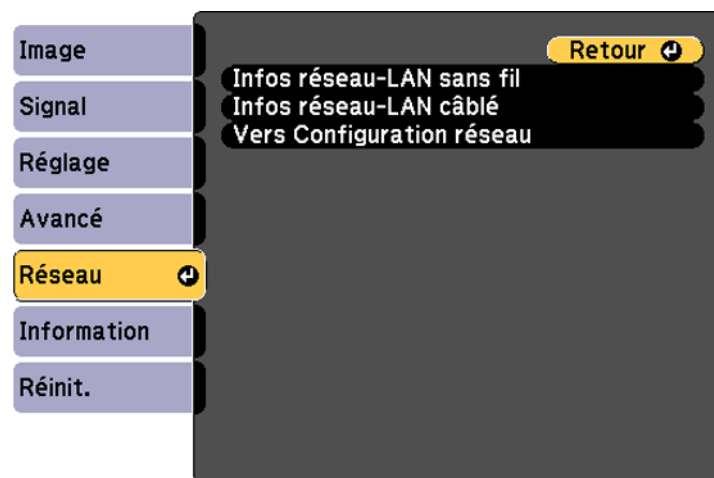 Image
Signal
Réglage
Avancé
Réseau
Information
Réinit.
Retour
Infos réseau-LAN sans fil
Infos réseau-LAN câblé
Vers Configuration réseau